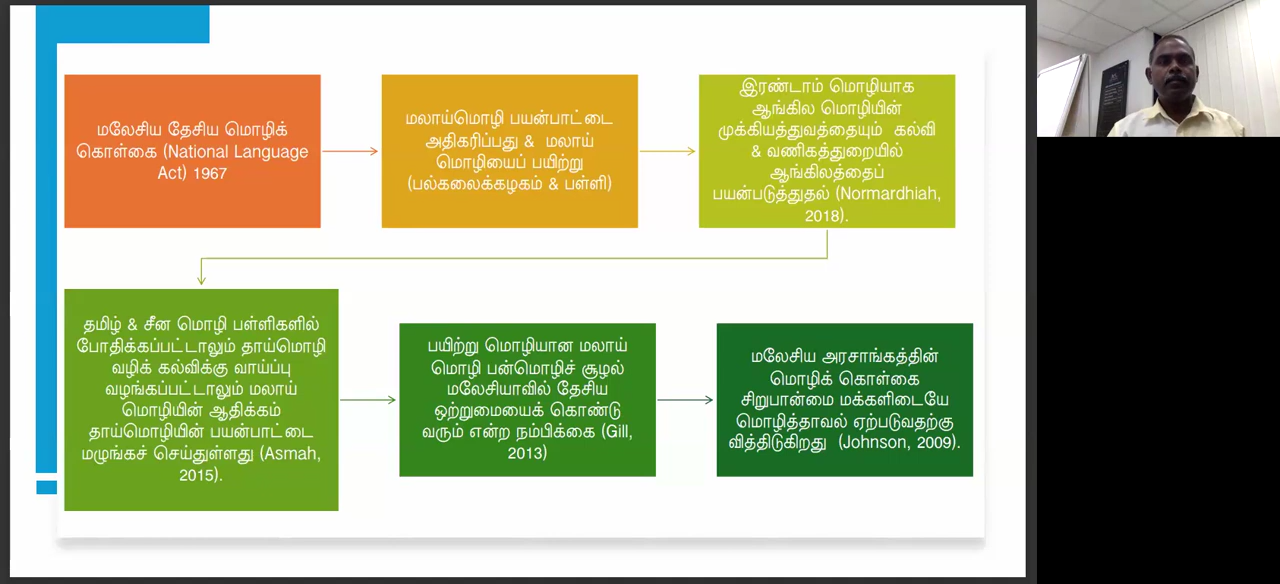 மலேசிய தேசிய மொழிக்
கொள்கை (National Language
Act) 1967
மலாய்மொழி பயன்பாட்டை
அதிகரிப்பது & மலாய்
மொழியைப் பயிற்று
(பல்கலைக்கழகம் & பள்ளி)
இரண்டாம் மொழியாக
ஆங்கில மொழியின்
முக்கியத்துவத்தையும் கல்வி
& வணிகத்துறையில்
ஆங்கிலத்தைப்
பயன்படுத்துதல் (Normardhiah,
2018).
தமிழ் & சீன மொழி பள்ளிகளில்
போதிக்கப்பட்டாலும் தாய்மொழி
வழிக் கல்விக்கு வாய்ப்பு
வழங்கப்பட்டாலும் மலாய்
மொழியின் ஆதிக்கம்
தாய்மொழியின் பயன்பாட்டை
மழுங்கச் செய்துள்ளது (Asmah,
2015).
பயிற்று மொழியான மலாய்
மொழி பன்மொழிச் சூழல்
மலேசியாவில் தேசிய
ஒற்றுமையைக் கொண்டு
வரும் என்ற நம்பிக்கை (Gill,
2013)
மலேசிய அரசாங்கத்தின்
மொழிக் கொள்கை
சிறுபான்மை மக்களிடையே
மொழித்தாவல் ஏற்படுவதற்கு
வித்திடுகிறது (Johnson, 2009).